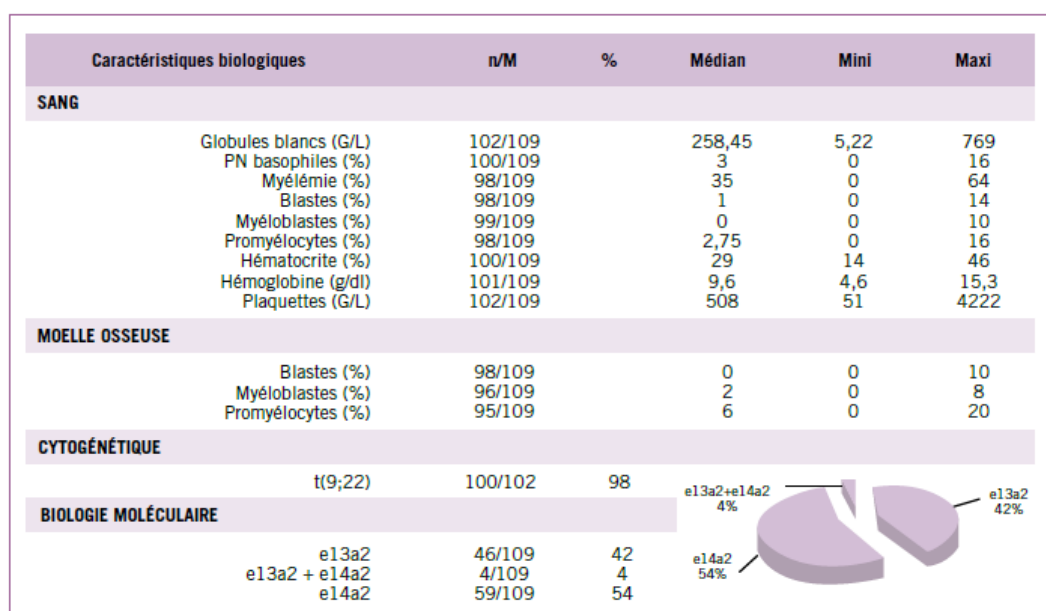 Caractéristiques biologiques n/M % Médian Mini Maxi
SANG
Globules blancs (G/L) 102/109 258,45 5,22 769
PN basophiles (%) 100/109 3 0 16
Myélémie (%) 98/109 35 0 64
Blastes (%) 98/109 1 0 14
Myéloblastes (%) 99/109 0 0 10
Promyélocytes (%) 98/109 2,75 0 16
Hématocrite (%) 100/109 29 14 46
Hémoglobine (g/dl) 101/109 9,6 4,6 15,3
Plaquettes (G/L) 102/109 508 51 4222
MOELLE OSSEUSE
Blastes (%) 98/109 0 0 10
Myéloblastes (%) 96/109 2 0 8
Promyélocytes (%) 95/109 6 0 20
CYTOGÉNÉTIQUE
t(9;22) 100/102 98
BIOLOGIE MOLÉCULAIRE
e13a2 46/109 42
e13a2 + e14a2 4/109 4
e14a2 59/109 54
e13a2+e14a2
4%
e13a2
42%
e14a2
54%